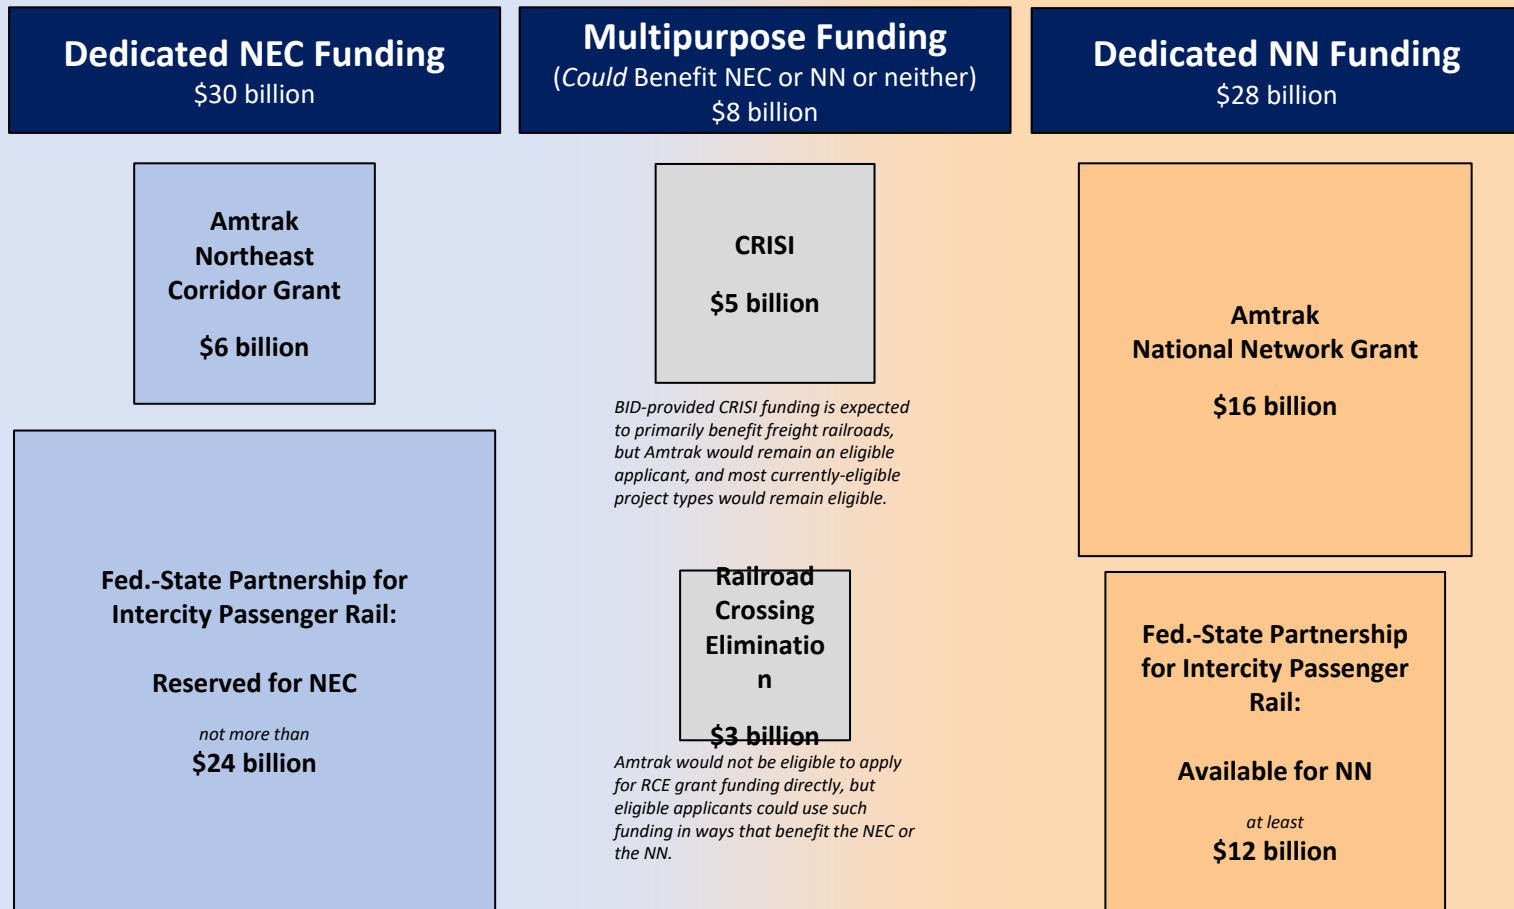 Dedicated NEC Funding
$30 billion
Amtrak
Northeast
Corridor Grant
$6 billion
Fed.-State Partnership for
Intercity Passenger Rail:
Reserved for NEC
not more than
$24 billion
Multipurpose Funding
(Could Benefit NEC or NN or neither)
$8 billion
CRISI
$5 billion
BID-provided CRISI funding is expected
to primarily benefit freight railroads,
but Amtrak would remain an eligible
applicant, and most currently-eligible
project types would remain eligible.
Railroad
Crossing
Eliminatio
n
$3 billion
Amtrak would not be eligible to apply
for RCE grant funding directly, but
eligible applicants could use such
funding in ways that benefit the NEC or
the NN.
Dedicated NN Funding
$28 billion
Amtrak
National Network Grant
$16 billion
Fed.-State Partnership
for Intercity Passenger
Rail:
Available for NN
at least
$12 billion